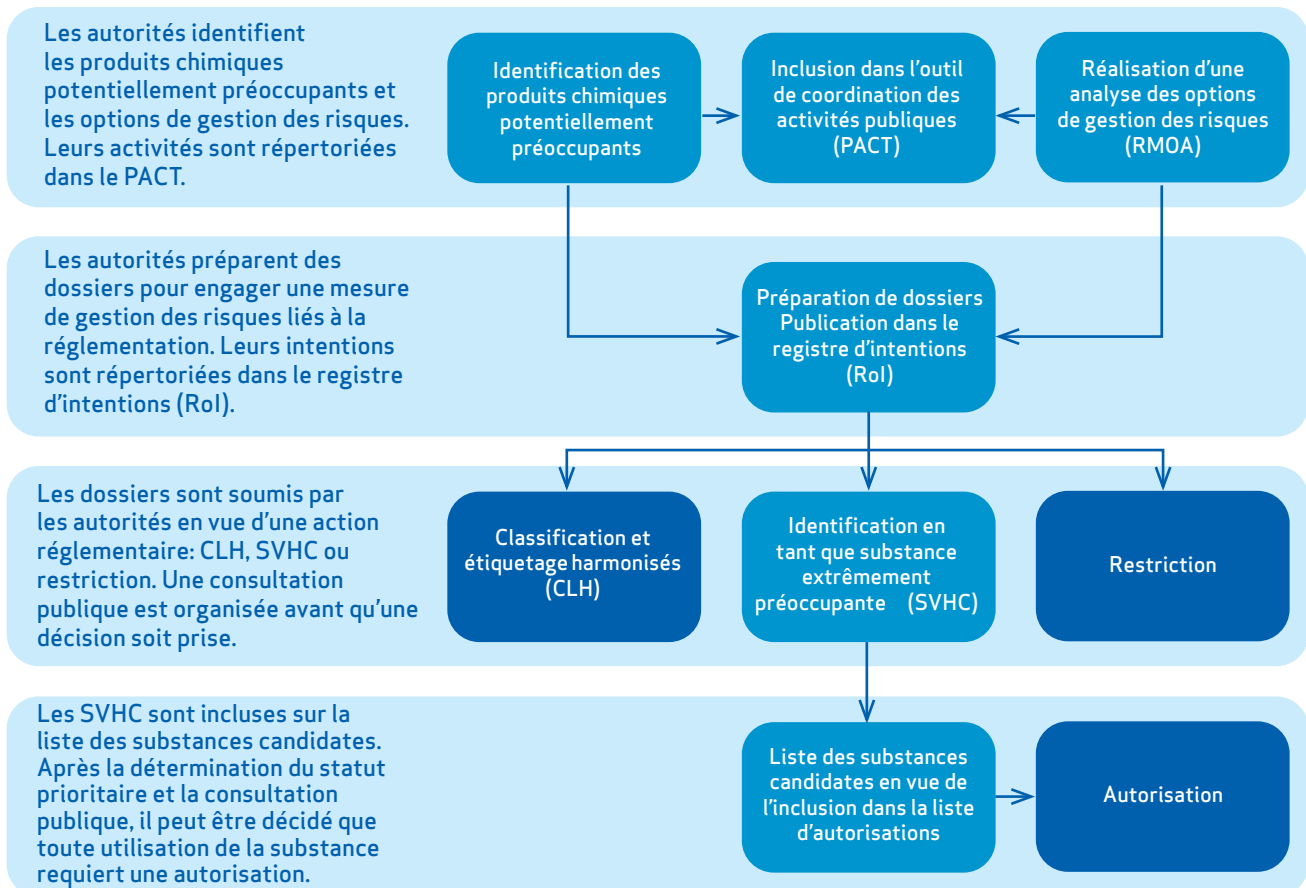 Les autorités identifient
les produits chimiques
potentiellement préoccupants et
les options de gestion des risques.
Leurs activités sont répertoriées
dans le PACT.
Identification des
produits chimiques
potentiellement
préoccupants
Inclusion dans l'outil
de coordination des
activités publiques
(PACT)
Réalisation d'une
analyse des options
de gestion des risques
(RMOA)
Les autorités préparent des
dossiers pour engager une mesure
de gestion des risques liés à la
réglementation. Leurs intentions
sont répertoriées dans le registre
d'intentions (RoI).
Préparation de dossiers
Publication dans le
registre d'intentions
(RoI)
Les dossiers sont soumis par
les autorités en vue d'une action
réglementaire: CLH, SVHC ou
restriction. Une consultation
publique est organisée avant qu'une
décision soit prise.
Classification et
étiquetage harmonisés
(CLH)
Identification en
tant que substance
extrêmement
préoccupante (SVHC)
Restriction
Les SVHC sont incluses sur la
liste des substances candidates.
Après la détermination du statut
prioritaire et la consultation
publique, il peut être décidé que
toute utilisation de la substance
requiert une autorisation.
Liste des substances
candidates en vue de
l'inclusion dans la liste
d'autorisations
Autorisation